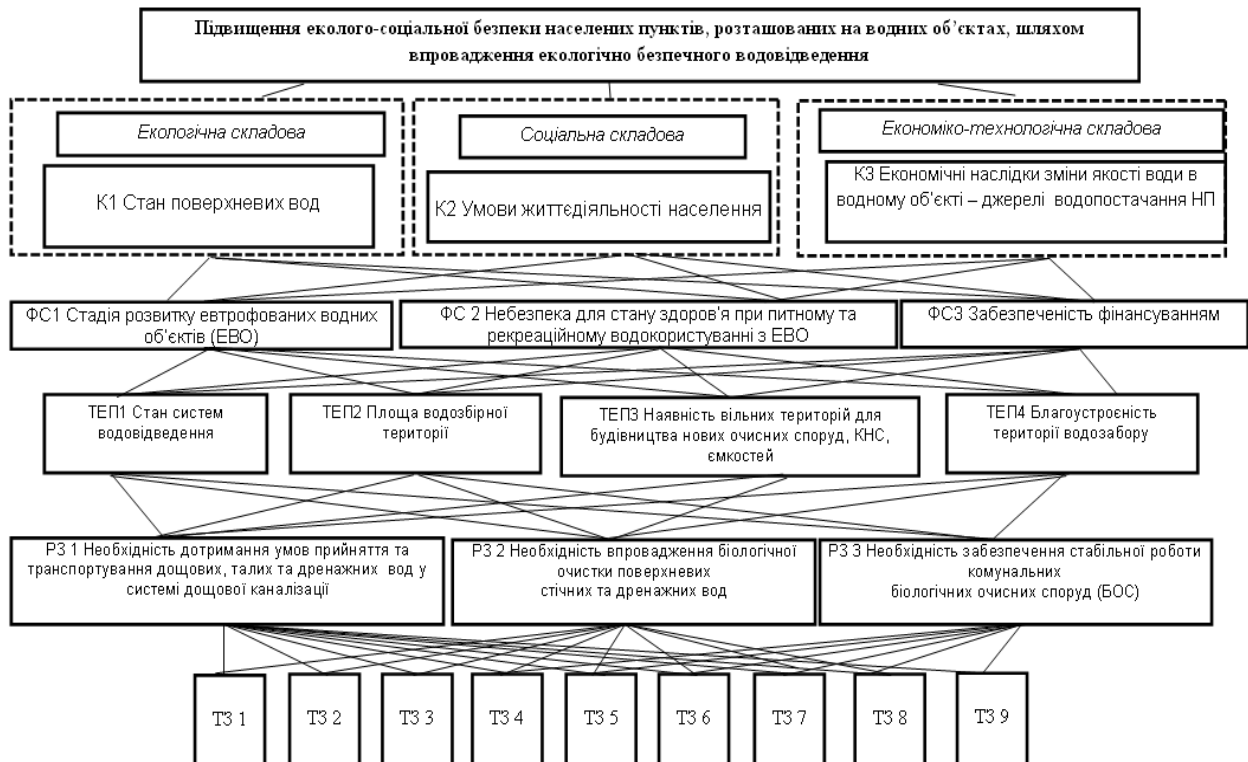 Підвищення еколого-соціальної безпеки населених пунктів, розташованих на водних об’єктах, шляхом
впровадження екологічно безпечного водовідведення
Екологічна складова
Соціальна складова
Економіко-технологічна складова
К1 Стан поверхневих вод
К2 Умови життєдіяльності населення
К3 Економічні наслідки зміни якості води в
водному об’єкті – джерелі водопостачання НП
ФС1 Стадія розвитку евтрофованих водних
об’єктів (ЕВО)
ФС 2 Небезпека для стану здоров’я при питному та
рекреаційному водокористуванні з ЕВО
ФС3 Забезпеченість фінансуванням
ТЕП1 Стан систем
водовідведення
ТЕП2 Площа водозбірної
території
ТЕП3 Наявність вільних територій для
будівництва нових очисних споруд, КНС,
ємкостей
ТЕП4 Благоустроєність
території водозабору
РЗ 1 Необхідність дотримання умов прийняття та
транспортування дощових, талих та дренажних вод у
системі дощової каналізації
РЗ 2 Необхідність впровадження біологічної
очистки поверхневих
стічних та дренажних вод
РЗ 3 Необхідність забезпечення стабільної роботи
комунальних
біологічних очисних споруд (БОС)
ТЗ 1
ТЗ 2
ТЗ 3
ТЗ 4
ТЗ 5
ТЗ 6
ТЗ 7
ТЗ 8
ТЗ 9